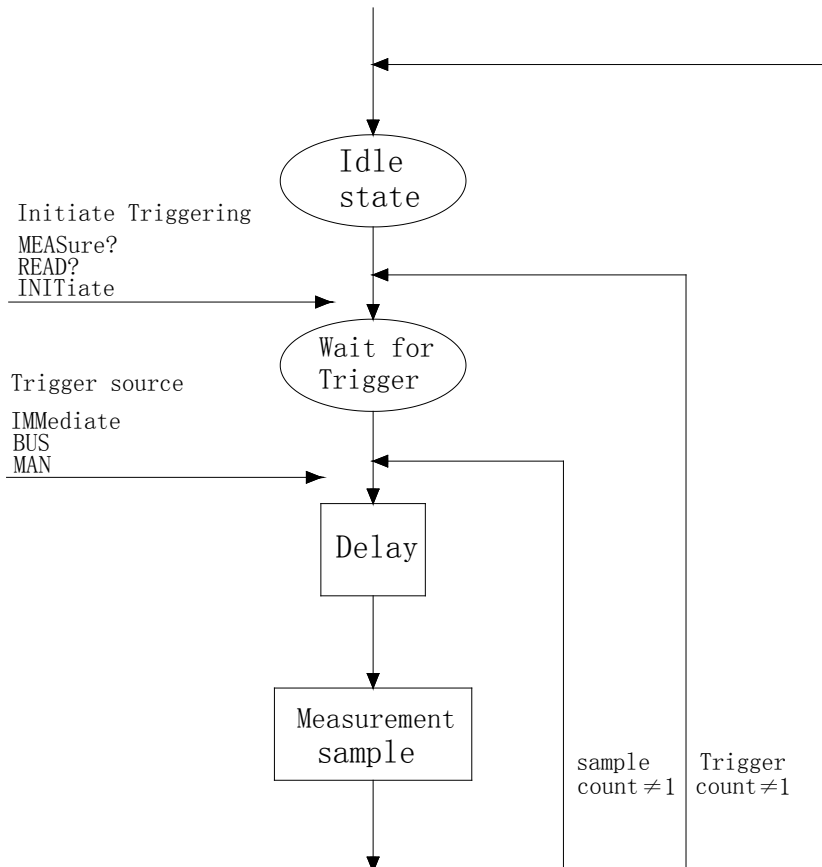 Idle
state
Initiate Triggering
MEASure?
READ?
INITiate
Wait for
Trigger
Trigger source
IMMediate
BUS
MAN
Delay
Measurement
sample
sample
count≠1
Trigger
count≠1